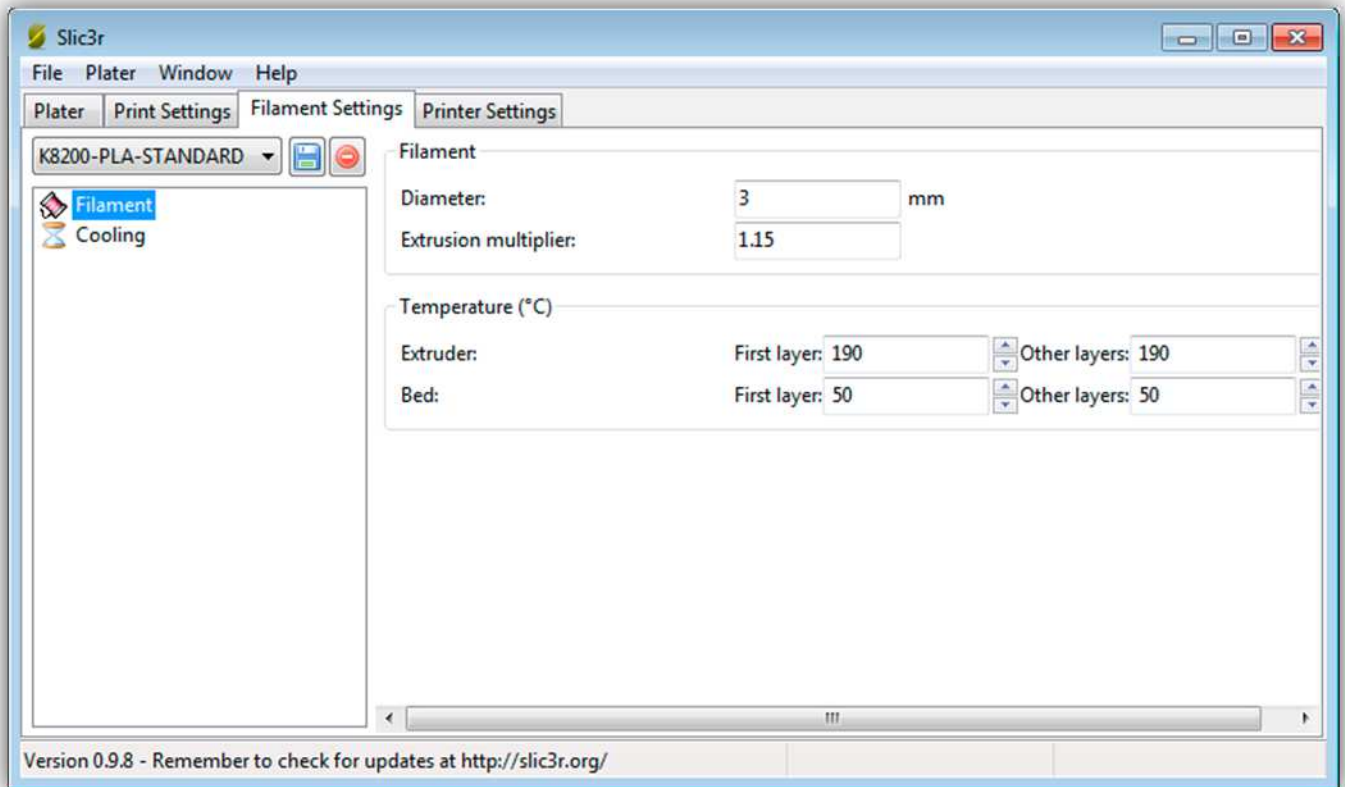 Slic3r
File Plater Window Help
Plater Print Settings Filament Settings Printer Settings
K8200-PLA-STANDARD
Filament
Cooling
Filament
Diameter: 3 mm
Extrusion multiplier: 1.15
Temperature (°C)
Extruder: First layer: 190 Other layers: 190
Bed: First layer: 50 Other layers: 50
Version 0.9.8 - Remember to check for updates at http://slic3r.org/